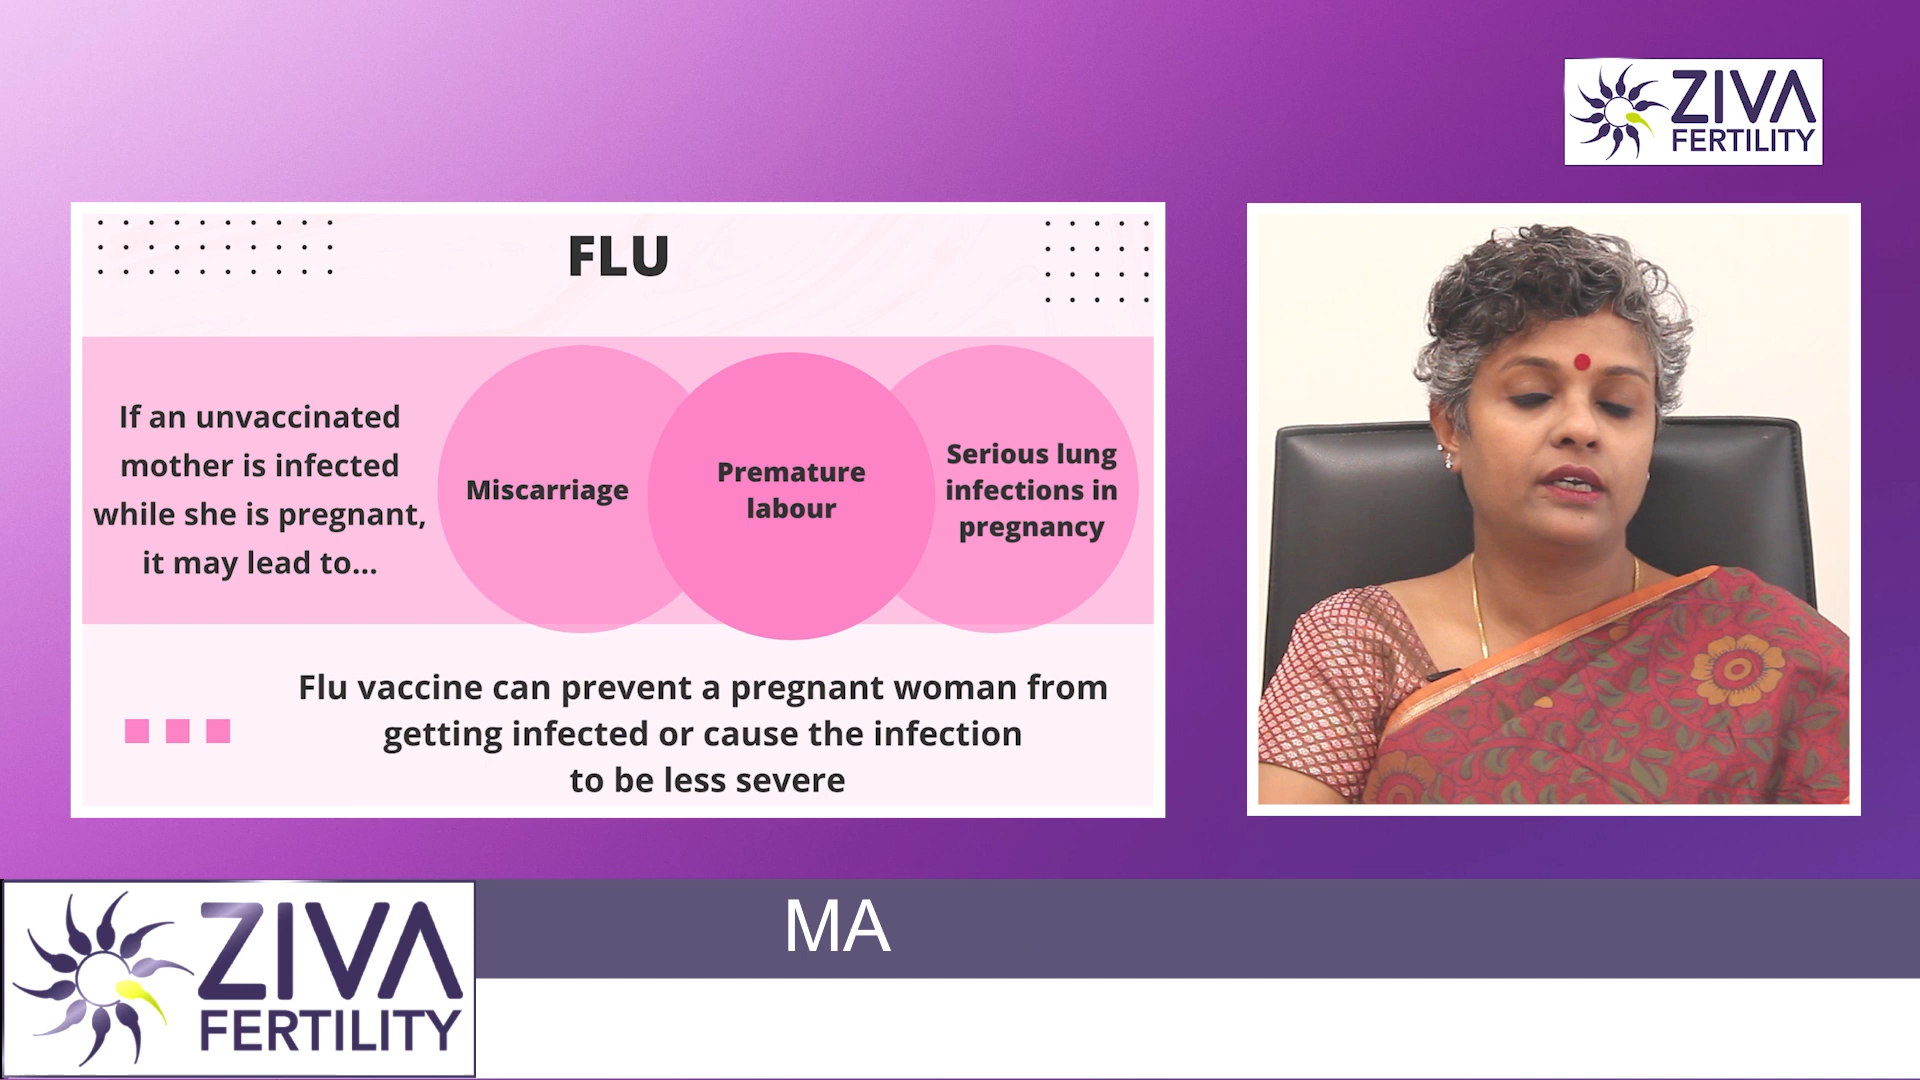 ZIVA
FERTILITY
FLU
If an unvaccinated
mother is infected
while she is pregnant,
it may lead to...
Miscarriage
Premature
labour
Serious lung
infections in
pregnancy
Flu vaccine can prevent a pregnant woman from
getting infected or cause the infection
to be less severe
ZIVA
FERTILITY
MA